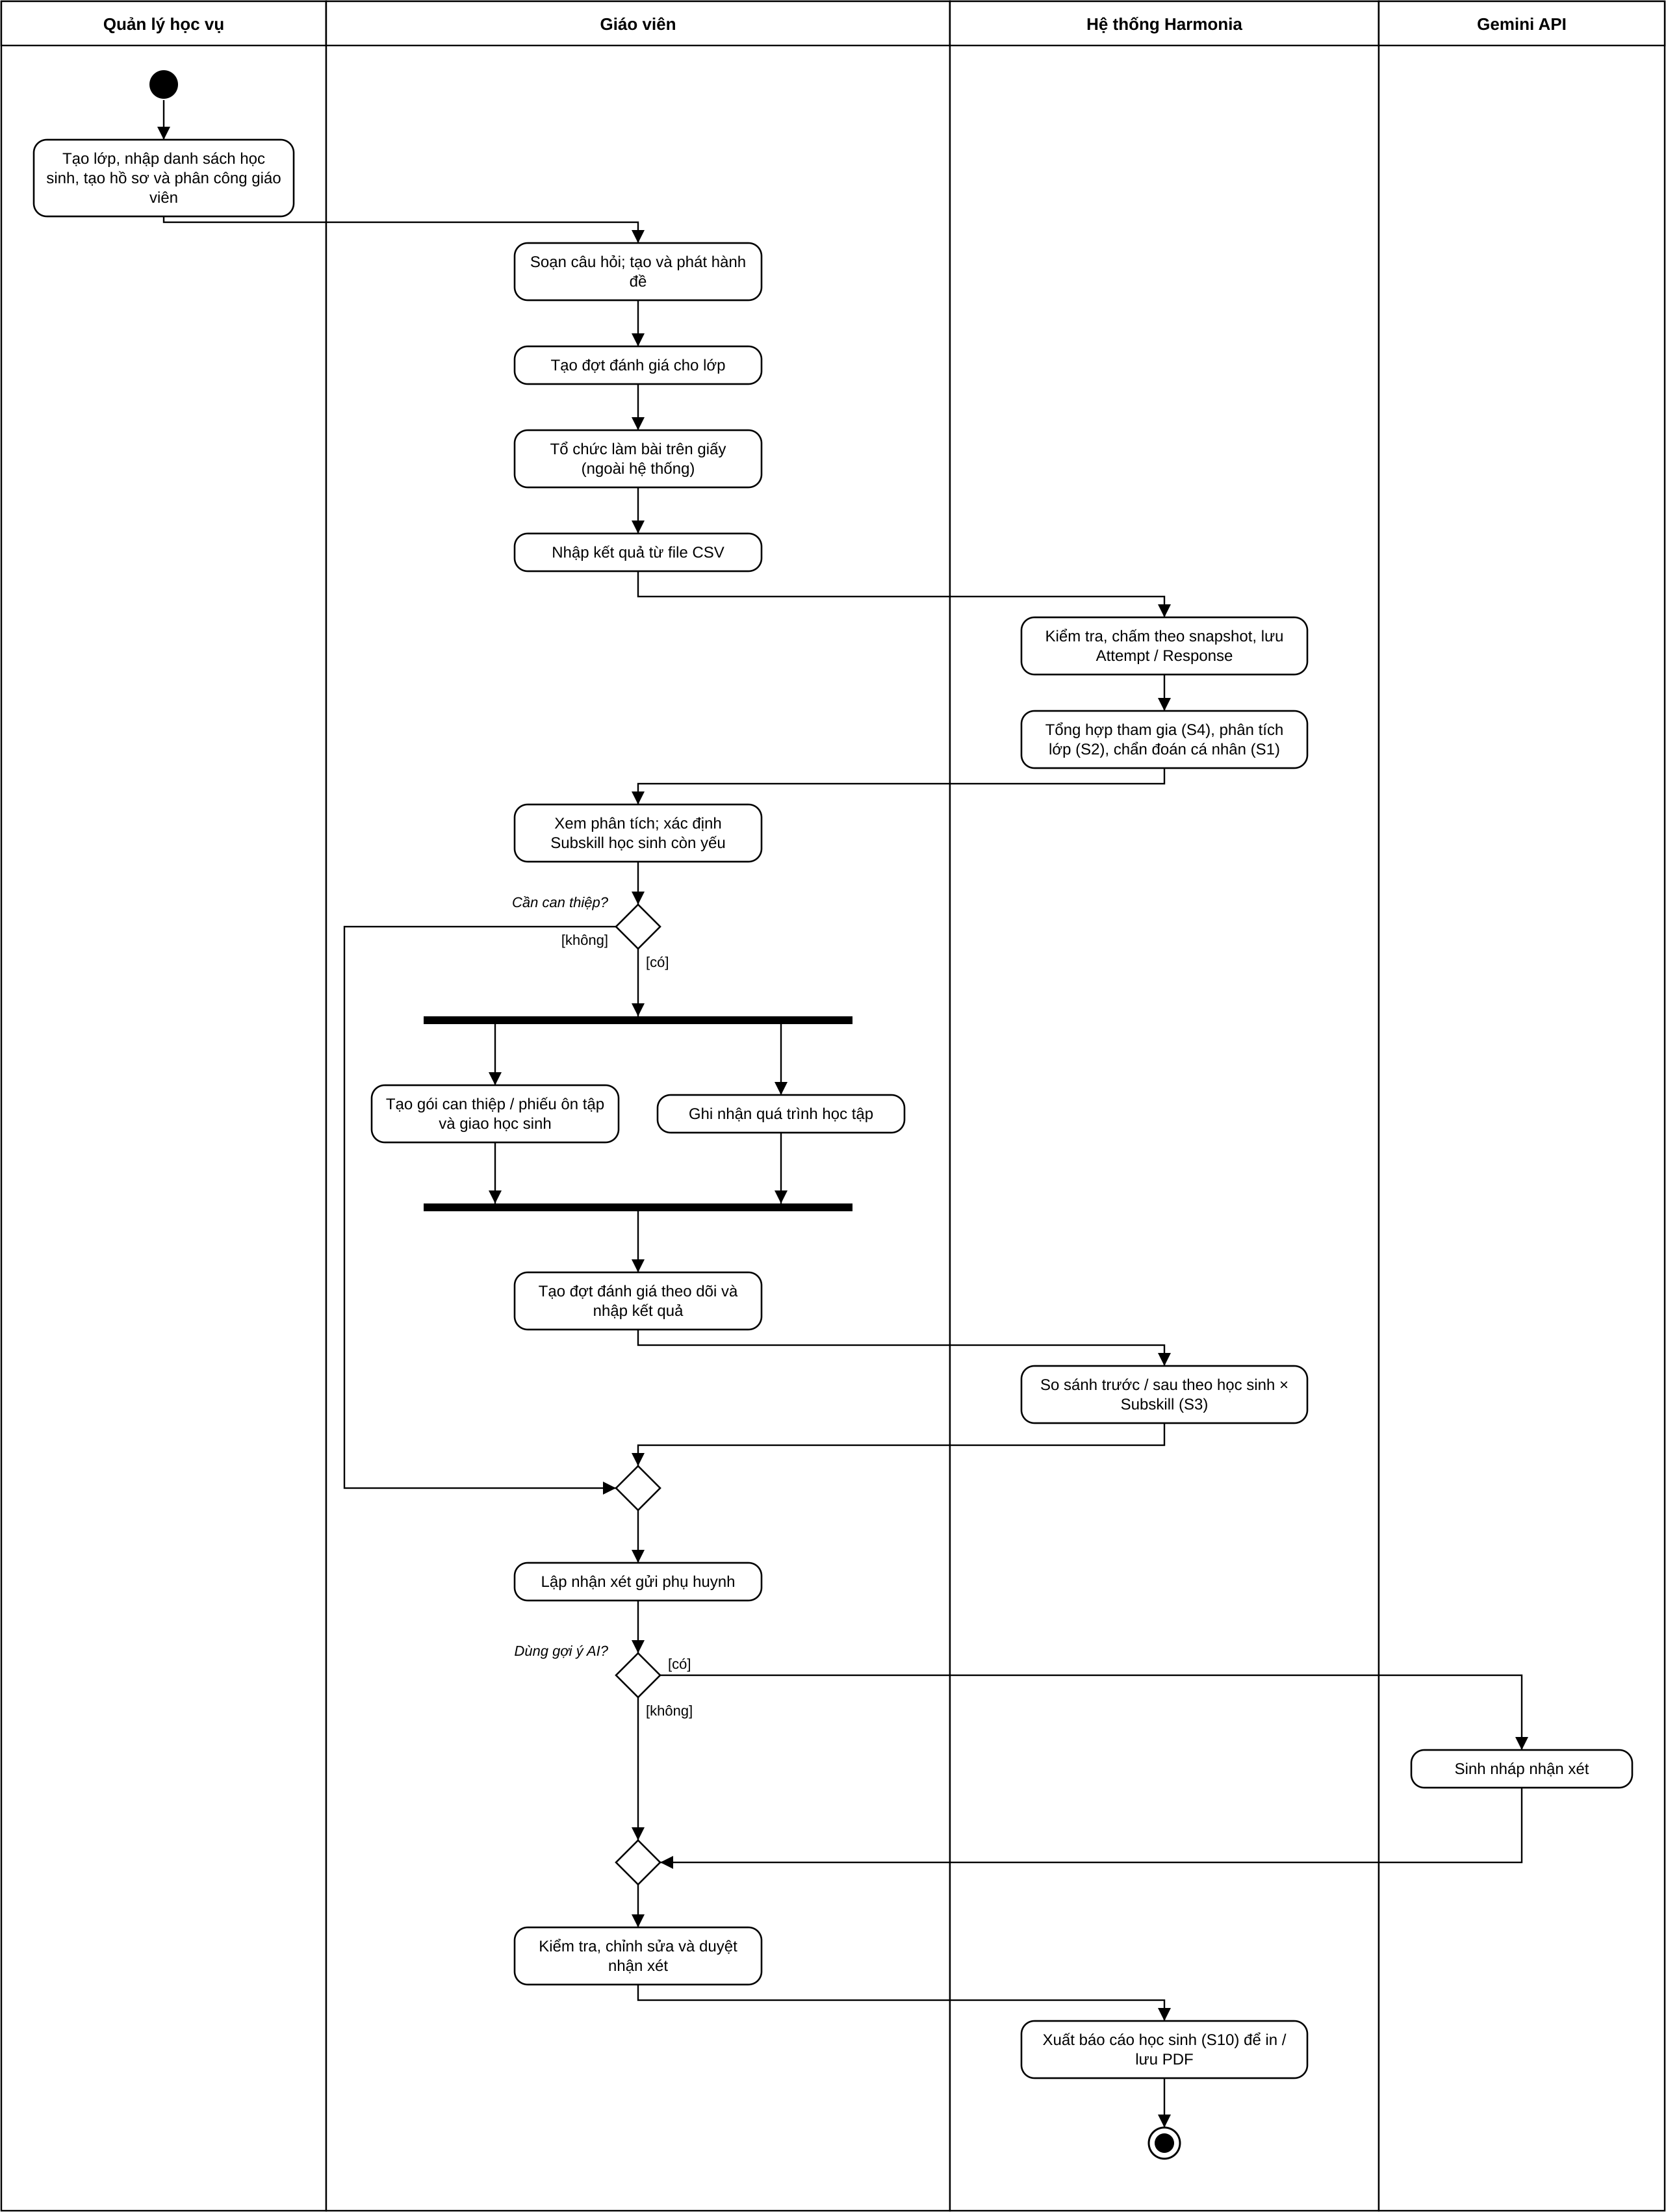 Quản lý học vụ
Giáo viên
Hệ thống Harmonia
Gemini API
Tạo lớp, nhập danh sách học
sinh, tạo hồ sơ và phân công giáo
viên
Soạn câu hỏi; tạo và phát hành
đề
Tạo đợt đánh giá cho lớp
Tổ chức làm bài trên giấy
(ngoài hệ thống)
Nhập kết quả từ file CSV
Kiểm tra, chấm theo snapshot, lưu
Attempt / Response
Tổng hợp tham gia (S4), phân tích
lớp (S2), chẩn đoán cá nhân (S1)
Xem phân tích; xác định
Subskill học sinh còn yếu
Cần can thiệp?
[không]
[có]
Tạo gói can thiệp / phiếu ôn tập
và giao học sinh
Ghi nhận quá trình học tập
Tạo đợt đánh giá theo dõi và
nhập kết quả
So sánh trước / sau theo học sinh ×
Subskill (S3)
Lập nhận xét gửi phụ huynh
Dùng gợi ý AI?
[có]
[không]
Sinh nháp nhận xét
Kiểm tra, chỉnh sửa và duyệt
nhận xét
Xuất báo cáo học sinh (S10) để in /
lưu PDF